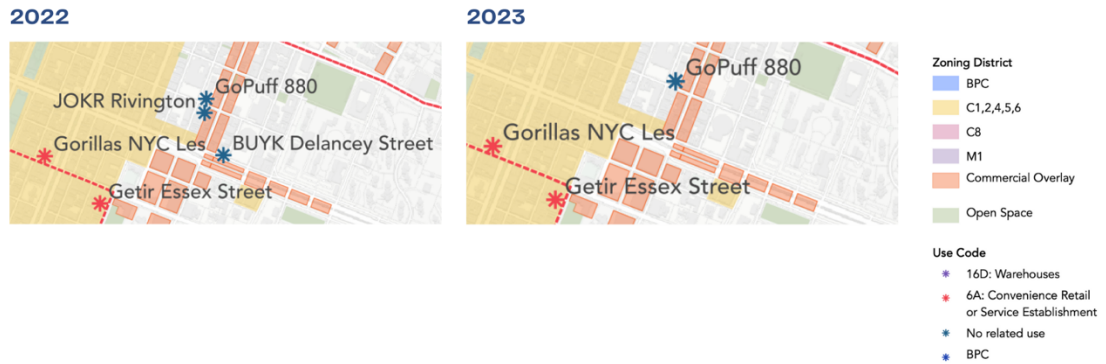 2022
2023
GoPuff 880
JOKR Rivington
Gorillas NYC Les
BUYK Delancey Street
Getir Essex Street
GoPuff 880
Gorillas NYC Les
Getir Essex Street
Zoning District
BPC
C1,2,4,5,6
C8
M1
Commercial Overlay
Open Space
Use Code
16D: Warehouses
6A: Convenience Retail
or Service Establishment
No related use
BPC